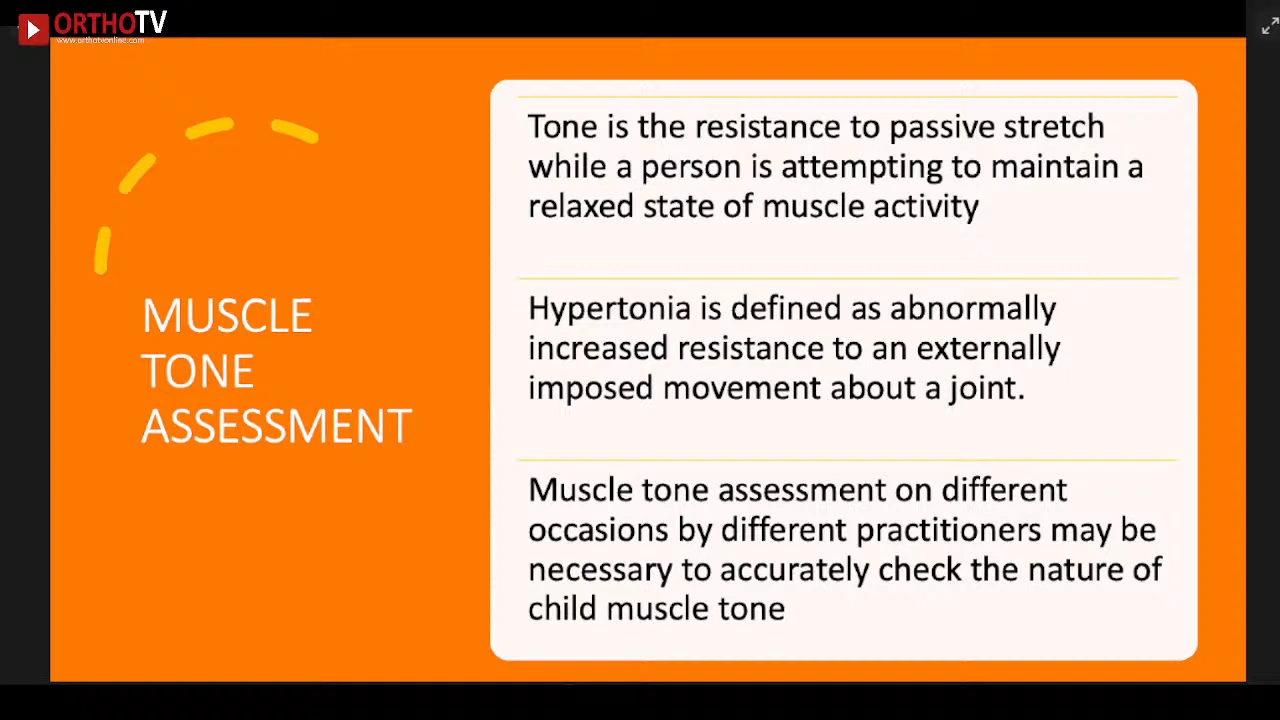 ORTHOTV
www.orthotvonline.com
MUSCLE
TONE
ASSESSMENT
Tone is the resistance to passive stretch
while a person is attempting to maintain a
relaxed state of muscle activity
Hypertonia is defined as abnormally
increased resistance to an externally
imposed movement about a joint.
Muscle tone assessment on different
occasions by different practitioners may be
necessary to accurately check the nature of
child muscle tone